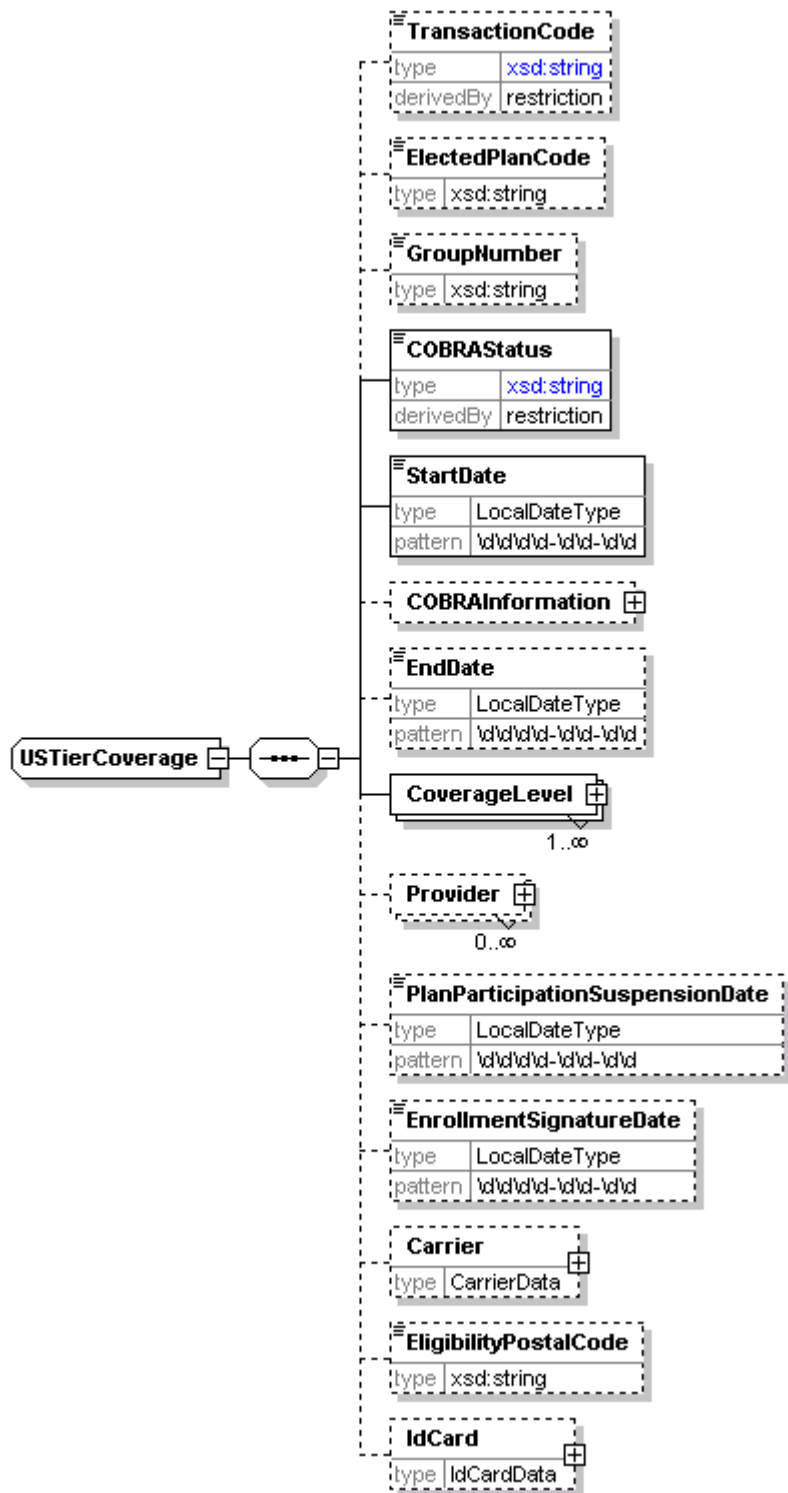 TransactionCode
type xsd:string
derivedBy restriction
ElectedPlanCode
type xsd:string
GroupNumber
type xsd:string
COBRAStatus
type xsd:string
derivedBy restriction
StartDate
type LocalDateType
pattern \d\d\d\d-\d\d-\d\d
COBRAInformation
EndDate
type LocalDateType
pattern \d\d\d\d-\d\d-\d\d
USTierCoverage
CoverageLevel
1..∞
Provider
0..∞
PlanParticipationSuspensionDate
type LocalDateType
pattern \d\d\d\d-\d\d-\d\d
EnrollmentSignatureDate
type LocalDateType
pattern \d\d\d\d-\d\d-\d\d
Carrier
type CarrierData
EligibilityPostalCode
type xsd:string
IdCard
type IdCardData